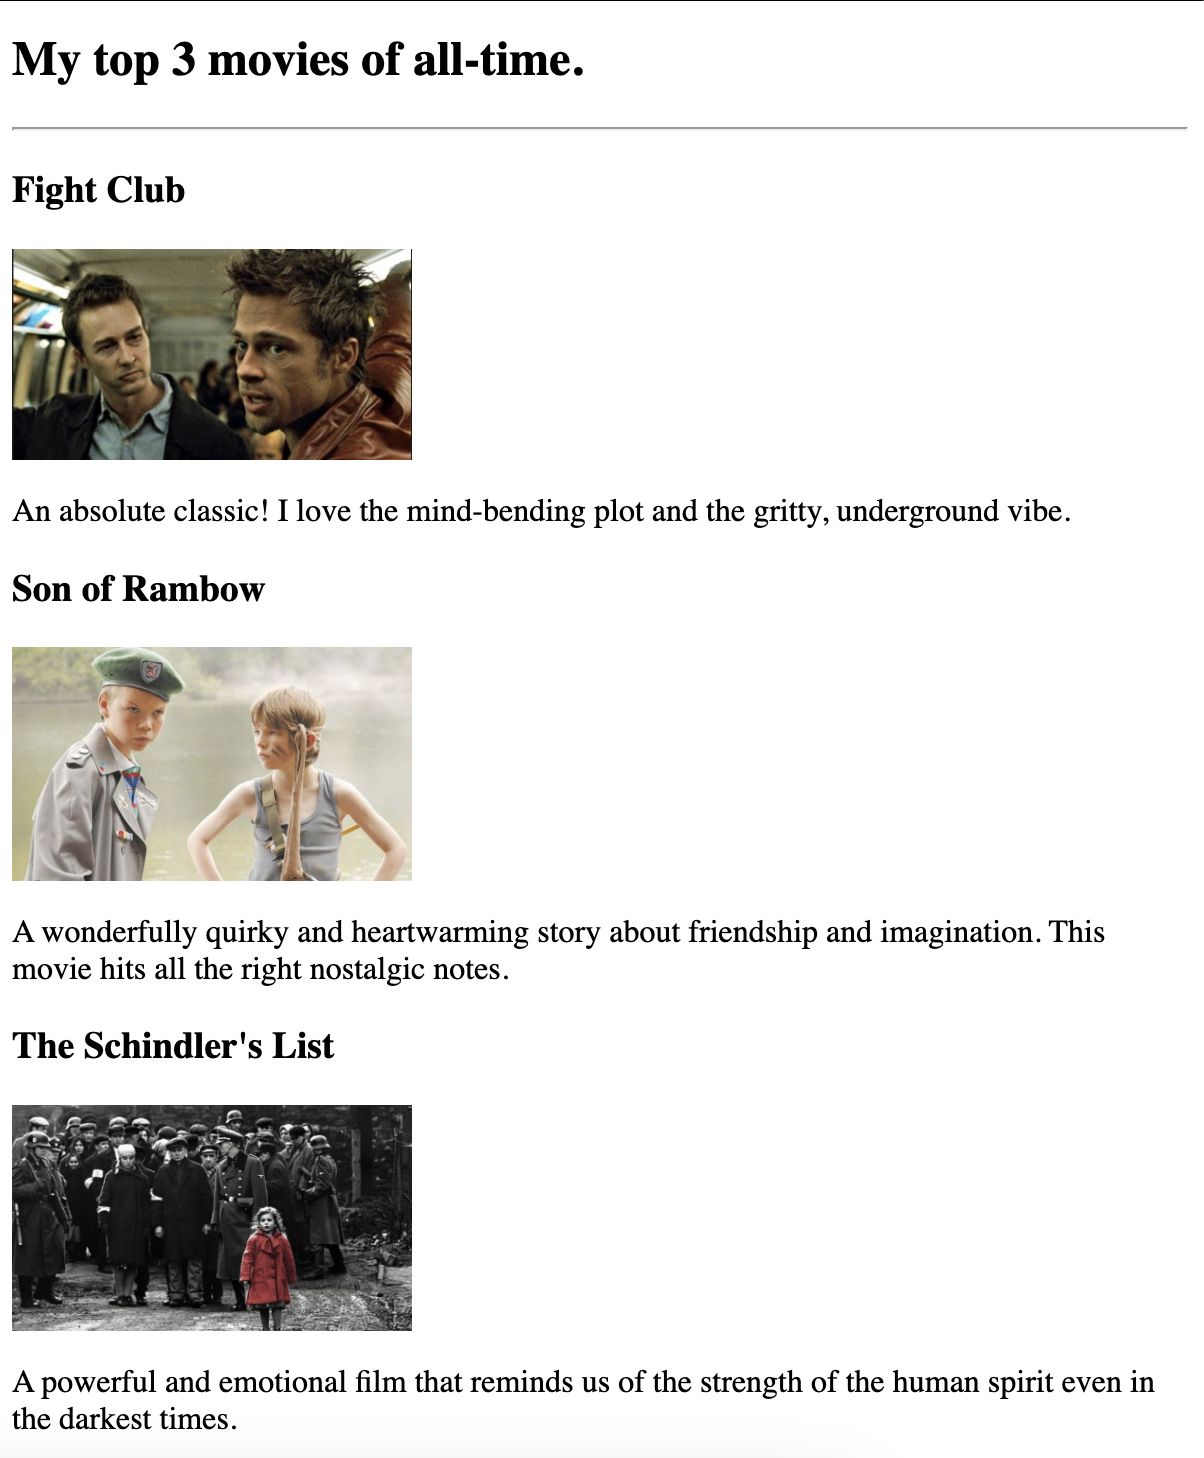 My top 3 movies of all-time.
Fight Club
An absolute classic! I love the mind-bending plot and the gritty, underground vibe.
Son of Rambow
A wonderfully quirky and heartwarming story about friendship and imagination. This
movie hits all the right nostalgic notes.
The Schindler's List
A powerful and emotional film that reminds us of the strength of the human spirit even in
the darkest times.